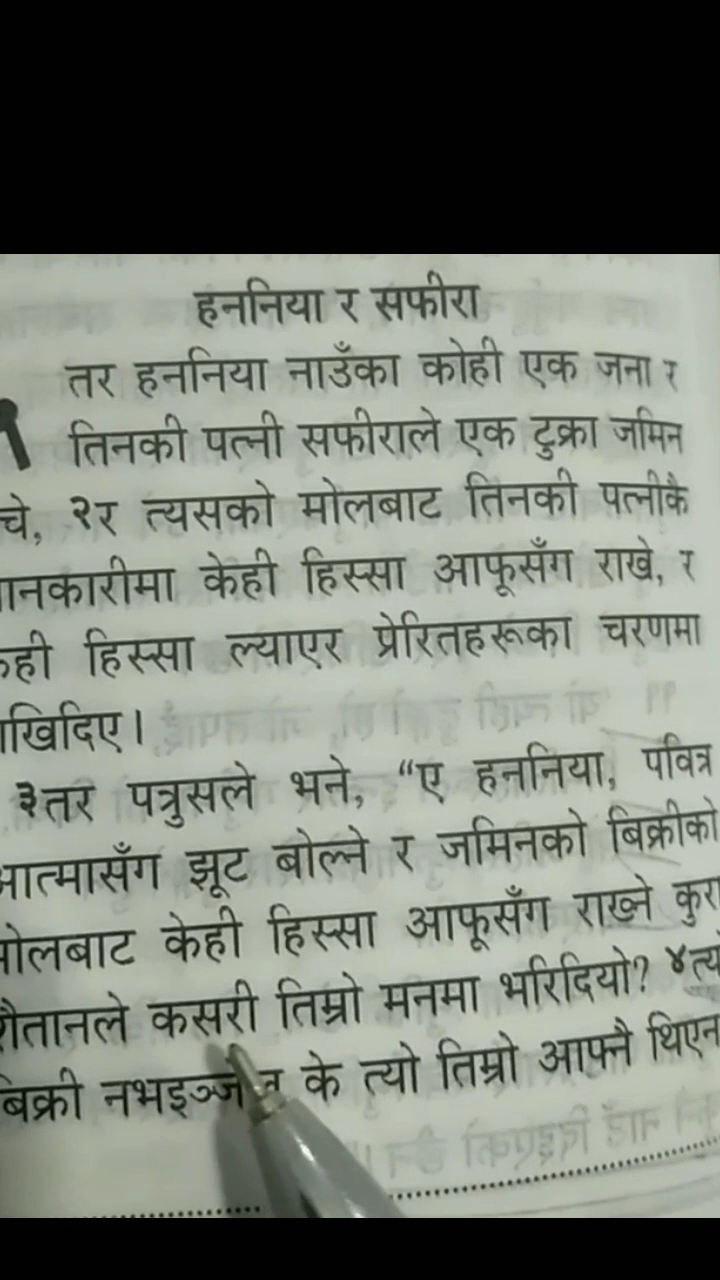 हननिया र सफीरा
तर हननिया नाउँका कोही एक जना र
तिनकी पत्नी सफीराले एक टुक्रा जमिन
चे, २र त्यसको मोलबाट तिनकी पत्नीकै
ानकारीमा केही हिस्सा आफूसँग राखे, र
ही हिस्सा ल्याएर प्रेरितहरूका चरणमा
ाखिदिए।
३तर पत्रुसले भने, “ए हननिया, पवित्र
आत्मासँग झूट बोल्ने र जमिनको बिक्रीको
मोलबाट केही हिस्सा आफूसँग राख्ने कुरा
शैतानले कसरी तिम्रो मनमा भरिदियो? ४त्यो
बिक्री के त्यो तिम्रो आफ्नै थिएन